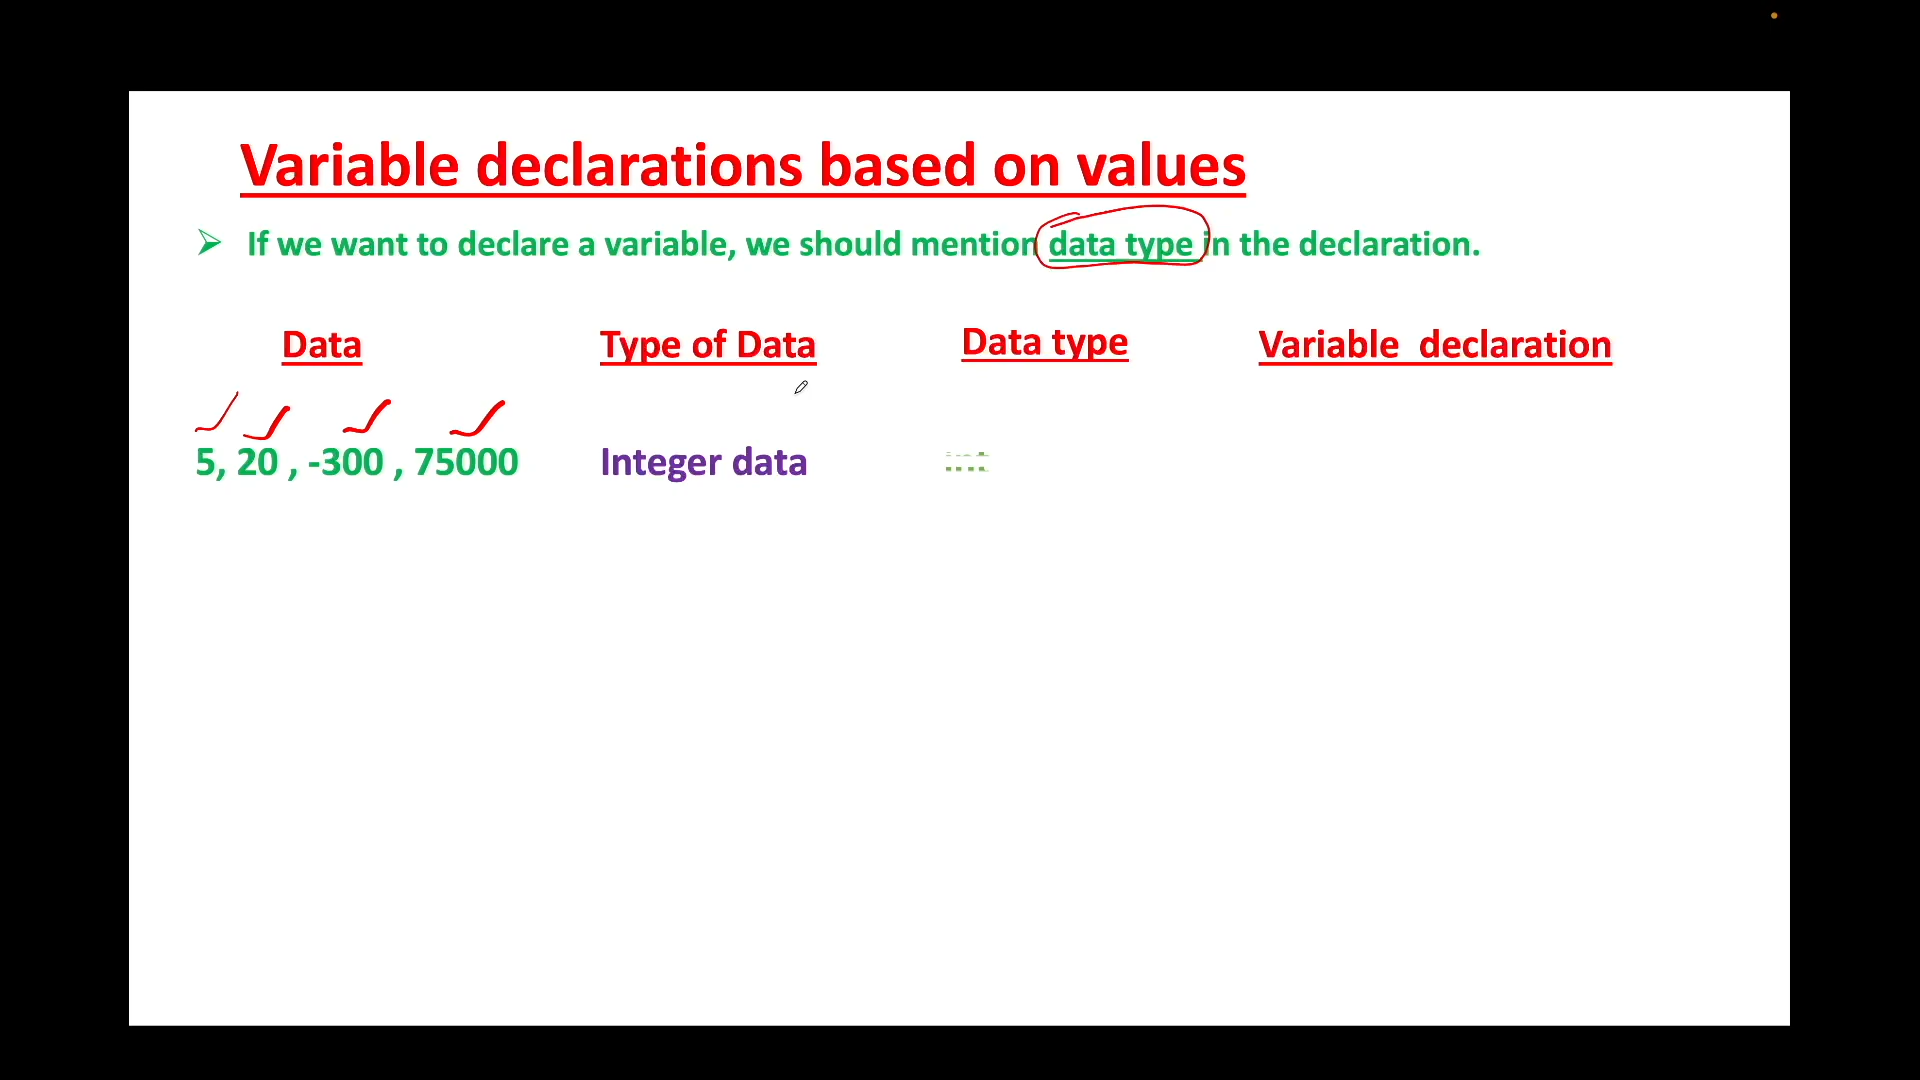 Variable declarations based on values
If we want to declare a variable, we should mention data type in the declaration.
Data Type of Data Data type Variable declaration
5, 20 , -300 , 75000 Integer data